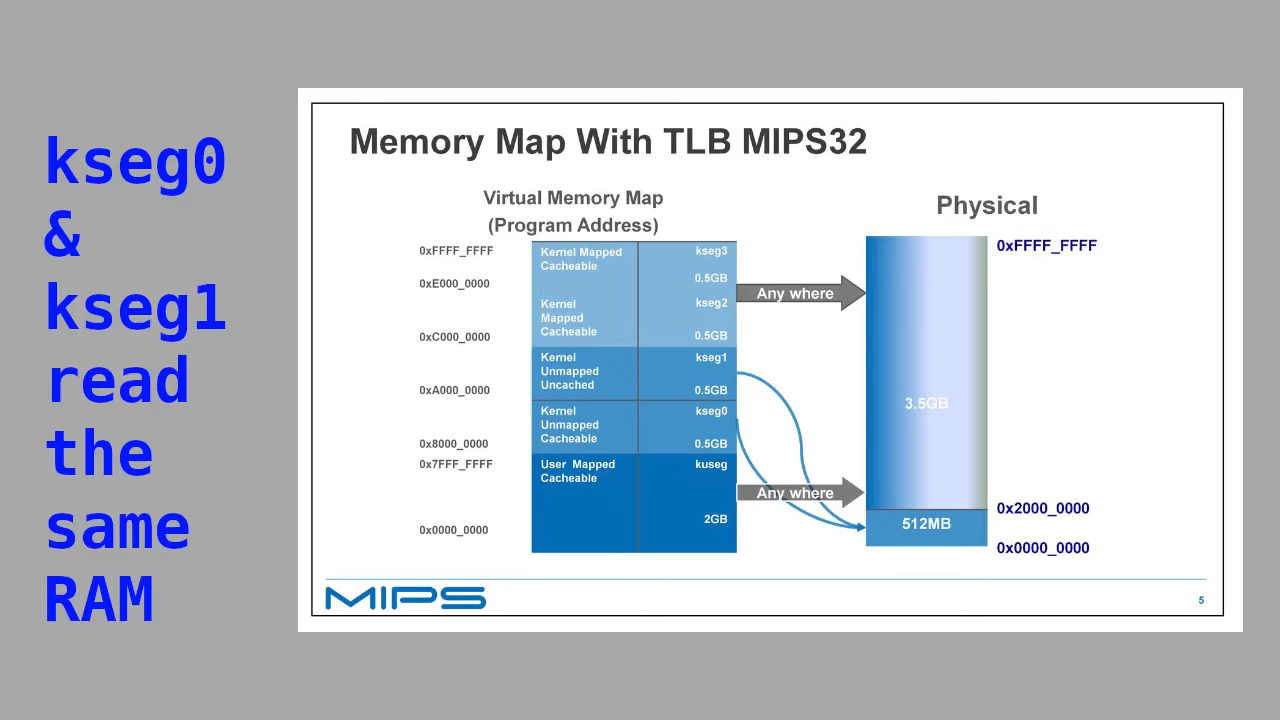 kseg0
&
kseg1
read
the
same
RAM
Memory Map With TLB MIPS32
Virtual Memory Map
(Program Address)
Physical
0xFFFF_FFFF
Kernel Mapped
Cacheable
kseg3
0.5GB
0xE000_0000
Kernel
Mapped
Cacheable
kseg2
0.5GB
0xC000_0000
Kernel
Unmapped
Uncached
kseg1
0.5GB
0xA000_0000
Kernel
Unmapped
Cacheable
kseg0
0.5GB
0x8000_0000
0x7FFF_FFFF
User Mapped
Cacheable
kuseg
2GB
0x0000_0000
Any where
Any where
0xFFFF_FFFF
3.5GB
0x2000_0000
512MB
0x0000_0000
MIPS
5